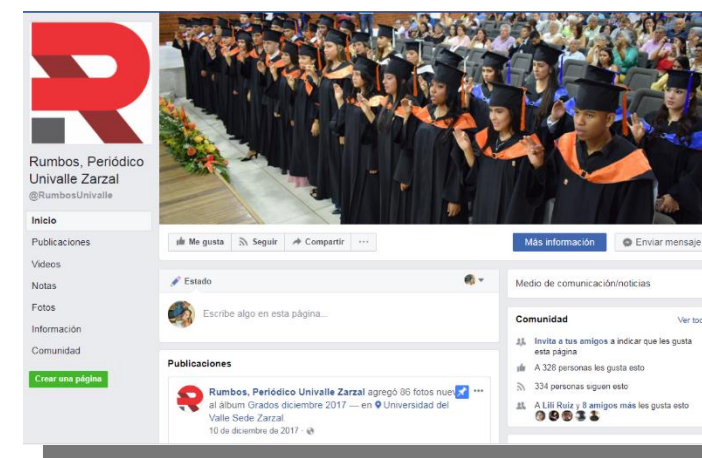 Rumbos, Periódico
Univalle Zarzal
@RumbosUnivalle
Inicio
Publicaciones
Videos
Notas
Fotos
Información
Comunidad
Crear una página
Me gusta
Seguir
Compartir
Más información
Enviar mensaje
Estado
Escribe algo en esta página...
Publicaciones
Rumbos, Periódico Univalle Zarzal agregó 86 fotos nue
al álbum Grados diciembre 2017 — en Universidad del
Valle Sede Zarzal.
10 de diciembre de 2017 ·
Medio de comunicación/noticias
Comunidad
Ver too
Invita a tus amigos a indicar que les gusta
esta página
A 328 personas les gusta esto
334 personas siguen esto
A Lili Ruiz y 8 amigos más les gusta esto